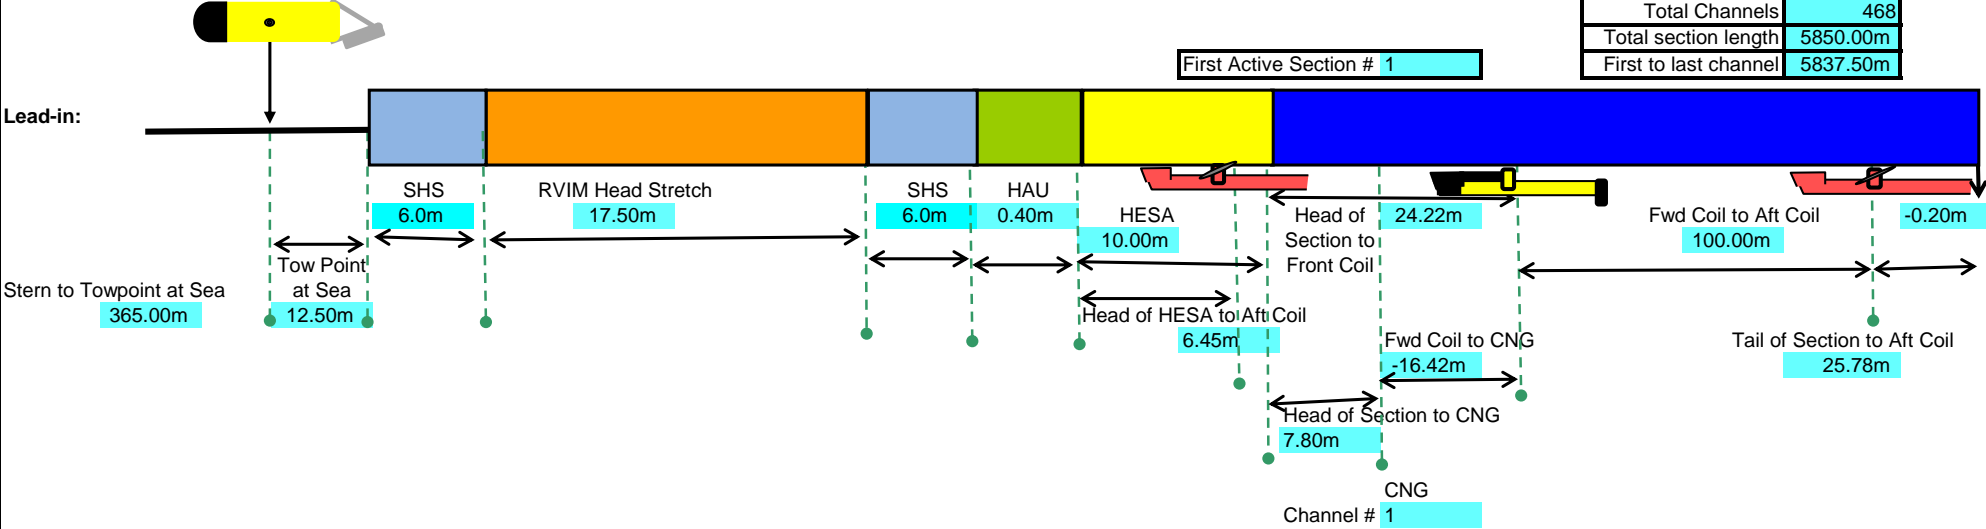 Total Channels 468
Total section length 5850.00m
First to last channel 5837.50m
First Active Section # 1
Lead-in:
SHS
6.0m
RVIM Head Stretch
17.50m
SHS
6.0m
HAU
0.40m
HESA
10.00m
Head of
Section to
Front Coil
24.22m
Fwd Coil to Aft Coil
100.00m
-0.20m
Stern to Towpoint at Sea
365.00m
Tow Point
at Sea
12.50m
Head of HESA to Aft Coil
6.45m
Fwd Coil to CNG
-16.42m
Tail of Section to Aft Coil
25.78m
Head of Section to CNG
7.80m
CNG
Channel # 1